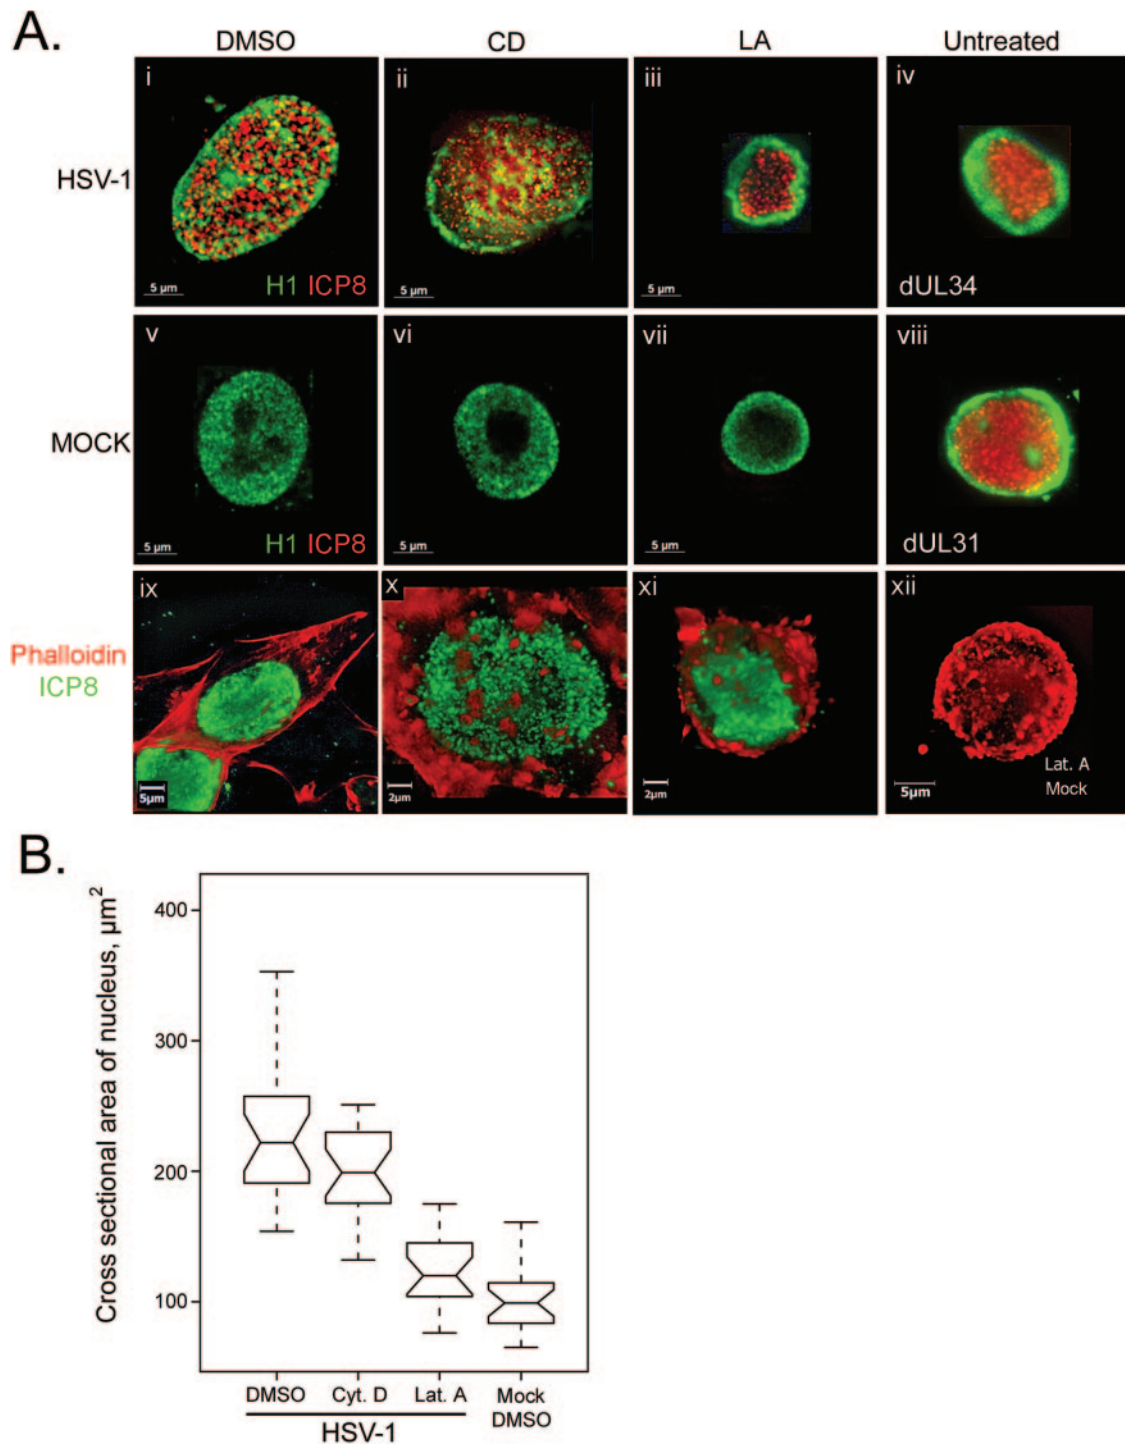 A.
DMSO CD LA Untreated
HSV-1
i ii iii iv
5 µm H1 ICP8 5 µm 5 µm dUL34
MOCK
v vi vii viii
5 µm H1 ICP8 5 µm 5 µm dUL31
Phalloidin
ICP8
ix x xi xii
5µm 2µm 2µm 5µm Lat. A
Mock
B.
Cross sectional area of nucleus, µm²
400
300
200
100
DMSO Cyt. D Lat. A Mock
DMSO
HSV-1